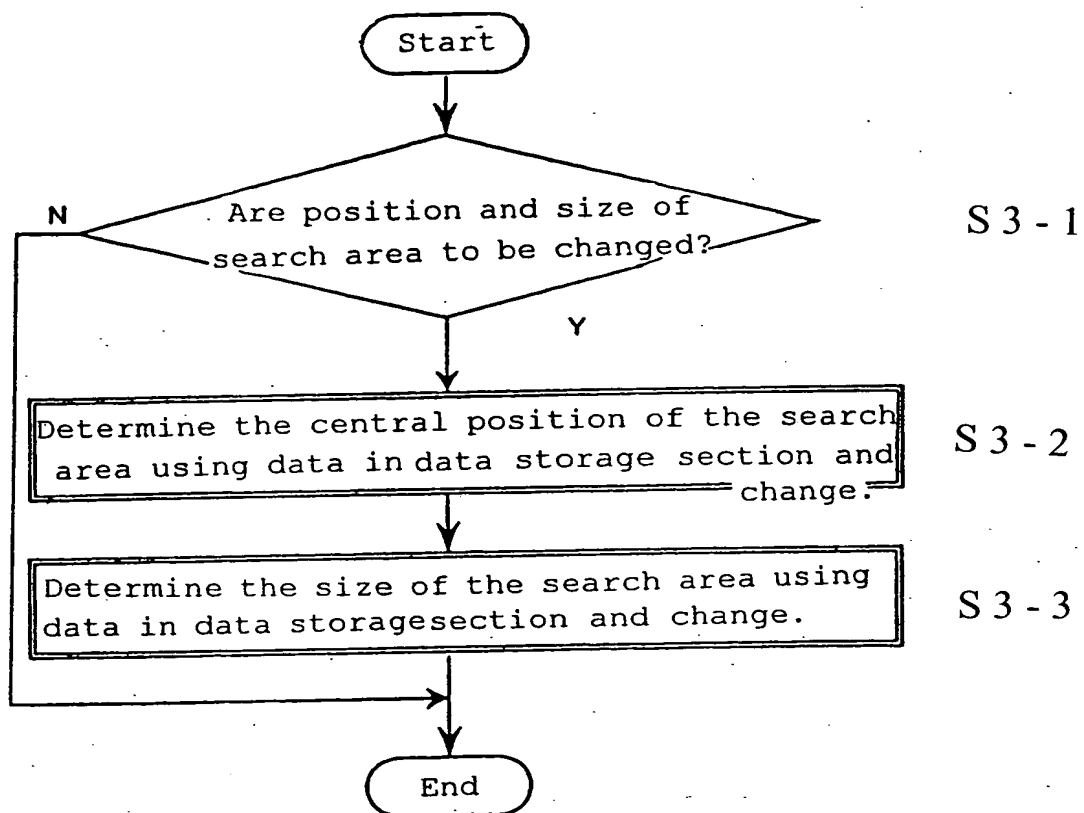 Start
N
Are position and size of
search area to be changed?
S 3 - 1
Y
Determine the central position of the search
area using data in data storage section and
change.
S 3 - 2
Determine the size of the search area using
data in data storagesection and change.
S 3 - 3
End